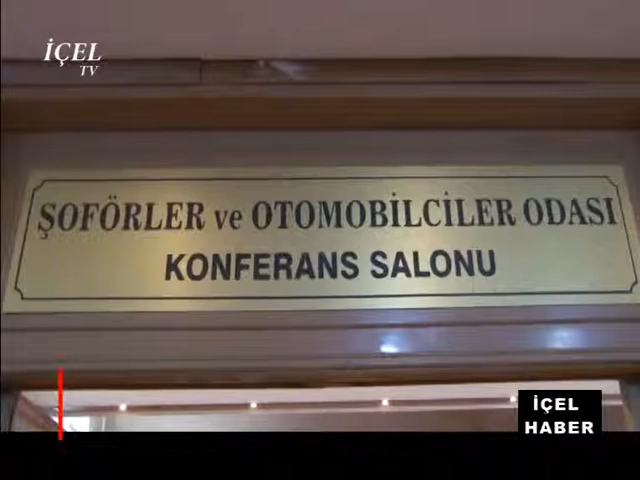 İÇEL
TV
ŞOFÖRLER ve OTOMOBİLCİLER ODASI
KONFERANS SALONU
İÇEL
HABER